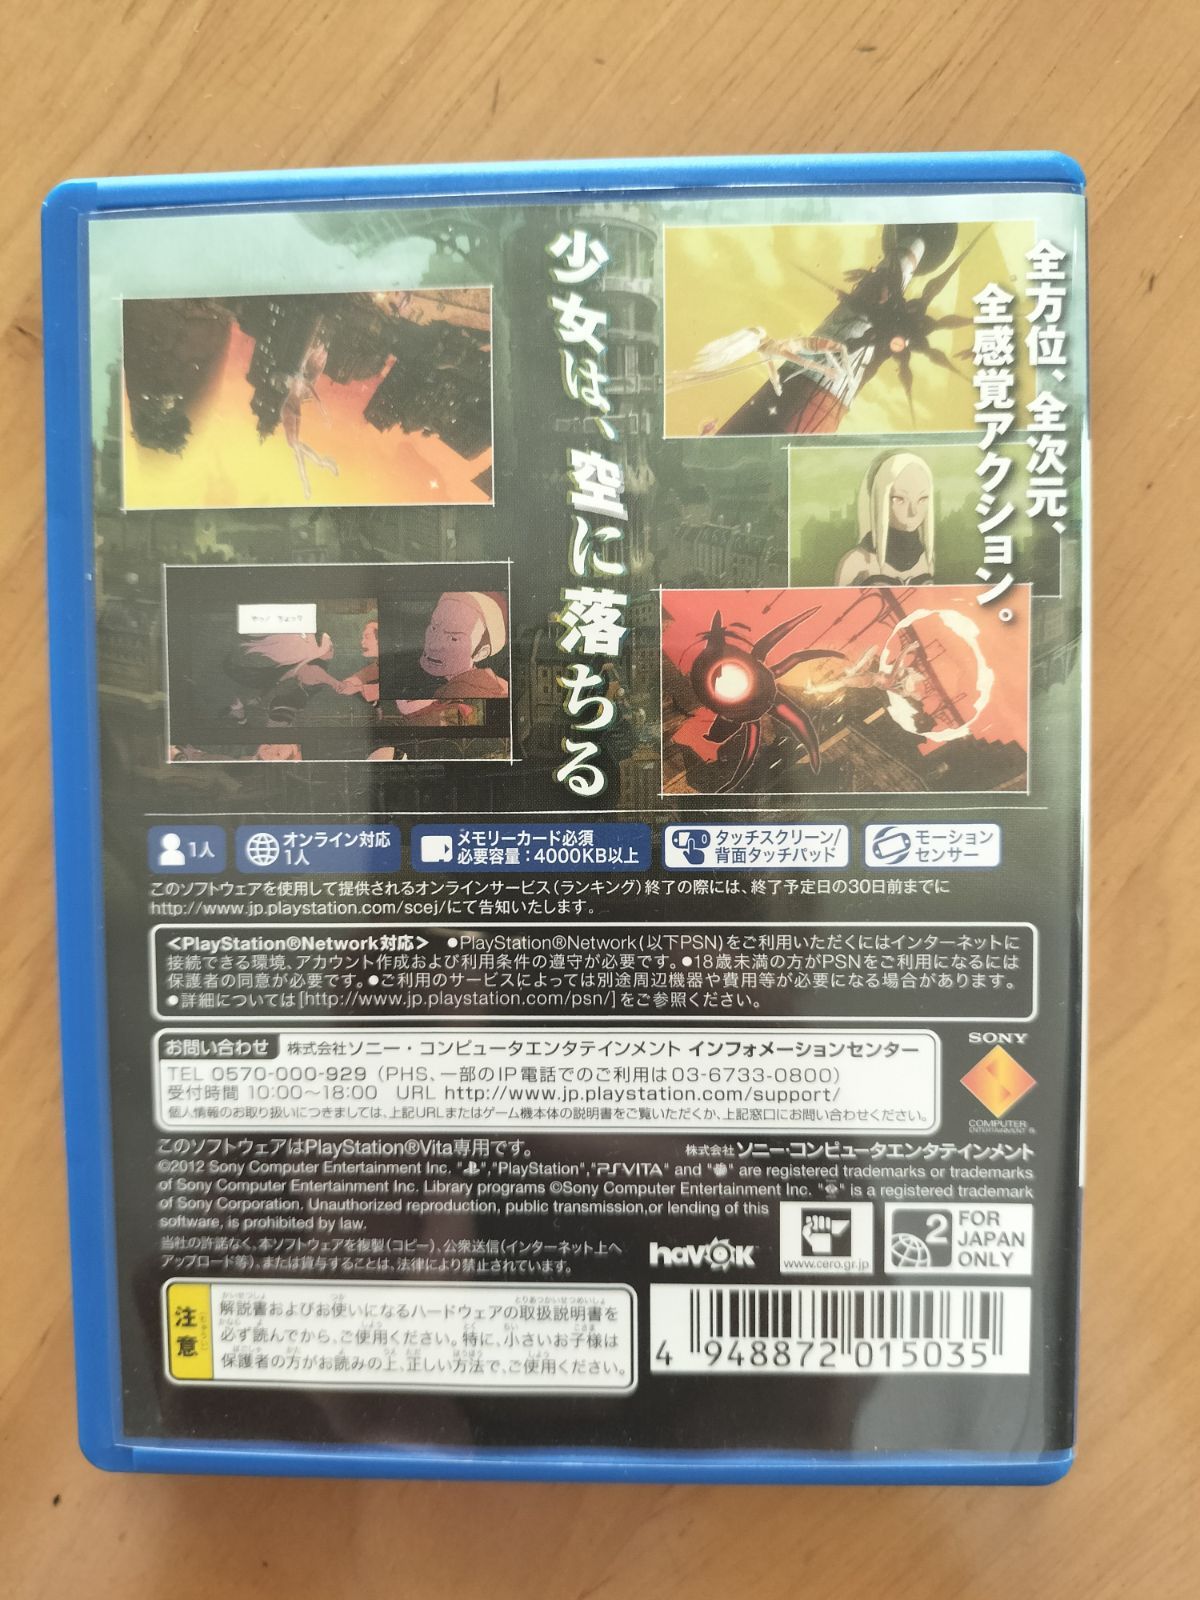 全方位、全次元、
全感覚アクション。
少女は、空に落ちる
1人
オンライン対応
1人
メモリーカード必須
必要容量：4000KB以上
タッチスクリーン/
背面タッチパッド
モーション
センサー
このソフトウェアを使用して提供されるオンラインサービス（ランキング）終了の際には、終了予定日の30日前までに
http://www.jp.playstation.com/scej/にて告知いたします。
<PlayStation®Network対応> ●PlayStation®Network（以下PSN）をご利用いただくにはインターネットに
接続できる環境、アカウント作成および利用条件の遵守が必要です。●18歳未満の方がPSNをご利用になるには
保護者の同意が必要です。●ご利用のサービスによっては別途周辺機器や費用等が必要になる場合があります。
●詳細については[http://www.jp.playstation.com/psn/]をご参照ください。
お問い合わせ 株式会社ソニー・コンピュータエンタテインメント インフォメーションセンター
TEL 0570-000-929（PHS、一部のIP電話でのご利用は03-6733-0800）
受付時間 10:00～18:00 URL http://www.jp.playstation.com/support/
個人情報のお取り扱いにつきましては、上記URLまたはゲーム機本体の説明書をご覧いただくか、上記窓口にお問い合わせください。
SONY
COMPUTER
ENTERTAINMENT®
このソフトウェアはPlayStation®Vita専用です。
株式会社ソニー・コンピュータエンタテインメント
©2012 Sony Computer Entertainment Inc. " ","PlayStation","PSVITA" and " " are registered trademarks or trademarks
of Sony Computer Entertainment Inc. Library programs ©Sony Computer Entertainment Inc. " " is a registered trademark
of Sony Corporation. Unauthorized reproduction, public transmission,or lending of this
software, is prohibited by law.
当社の許諾なく、本ソフトウェアを複製（コピー）、公衆送信（インターネット上へ
アップロード等）、または貸与することは、法律により禁止されています。
havok
www.cero.gr.jp
2
FOR
JAPAN
ONLY
注意
解説書およびお使いになるハードウェアの取扱説明書を
必ず読んでから、ご使用ください。特に、小さいお子様は
保護者の方がお読みの上、正しい方法で、ご使用ください。
4 948872 015035